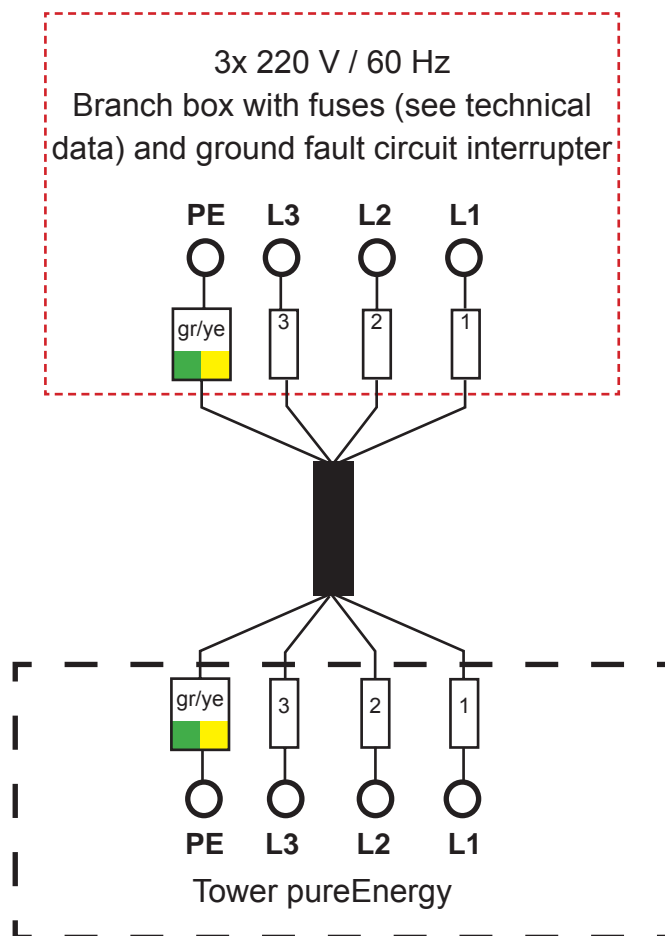 3x 220 V / 60 Hz
Branch box with fuses (see technical
data) and ground fault circuit interrupter
PE L3 L2 L1
gr/ye 3 2 1
gr/ye 3 2 1
PE L3 L2 L1
Tower pureEnergy